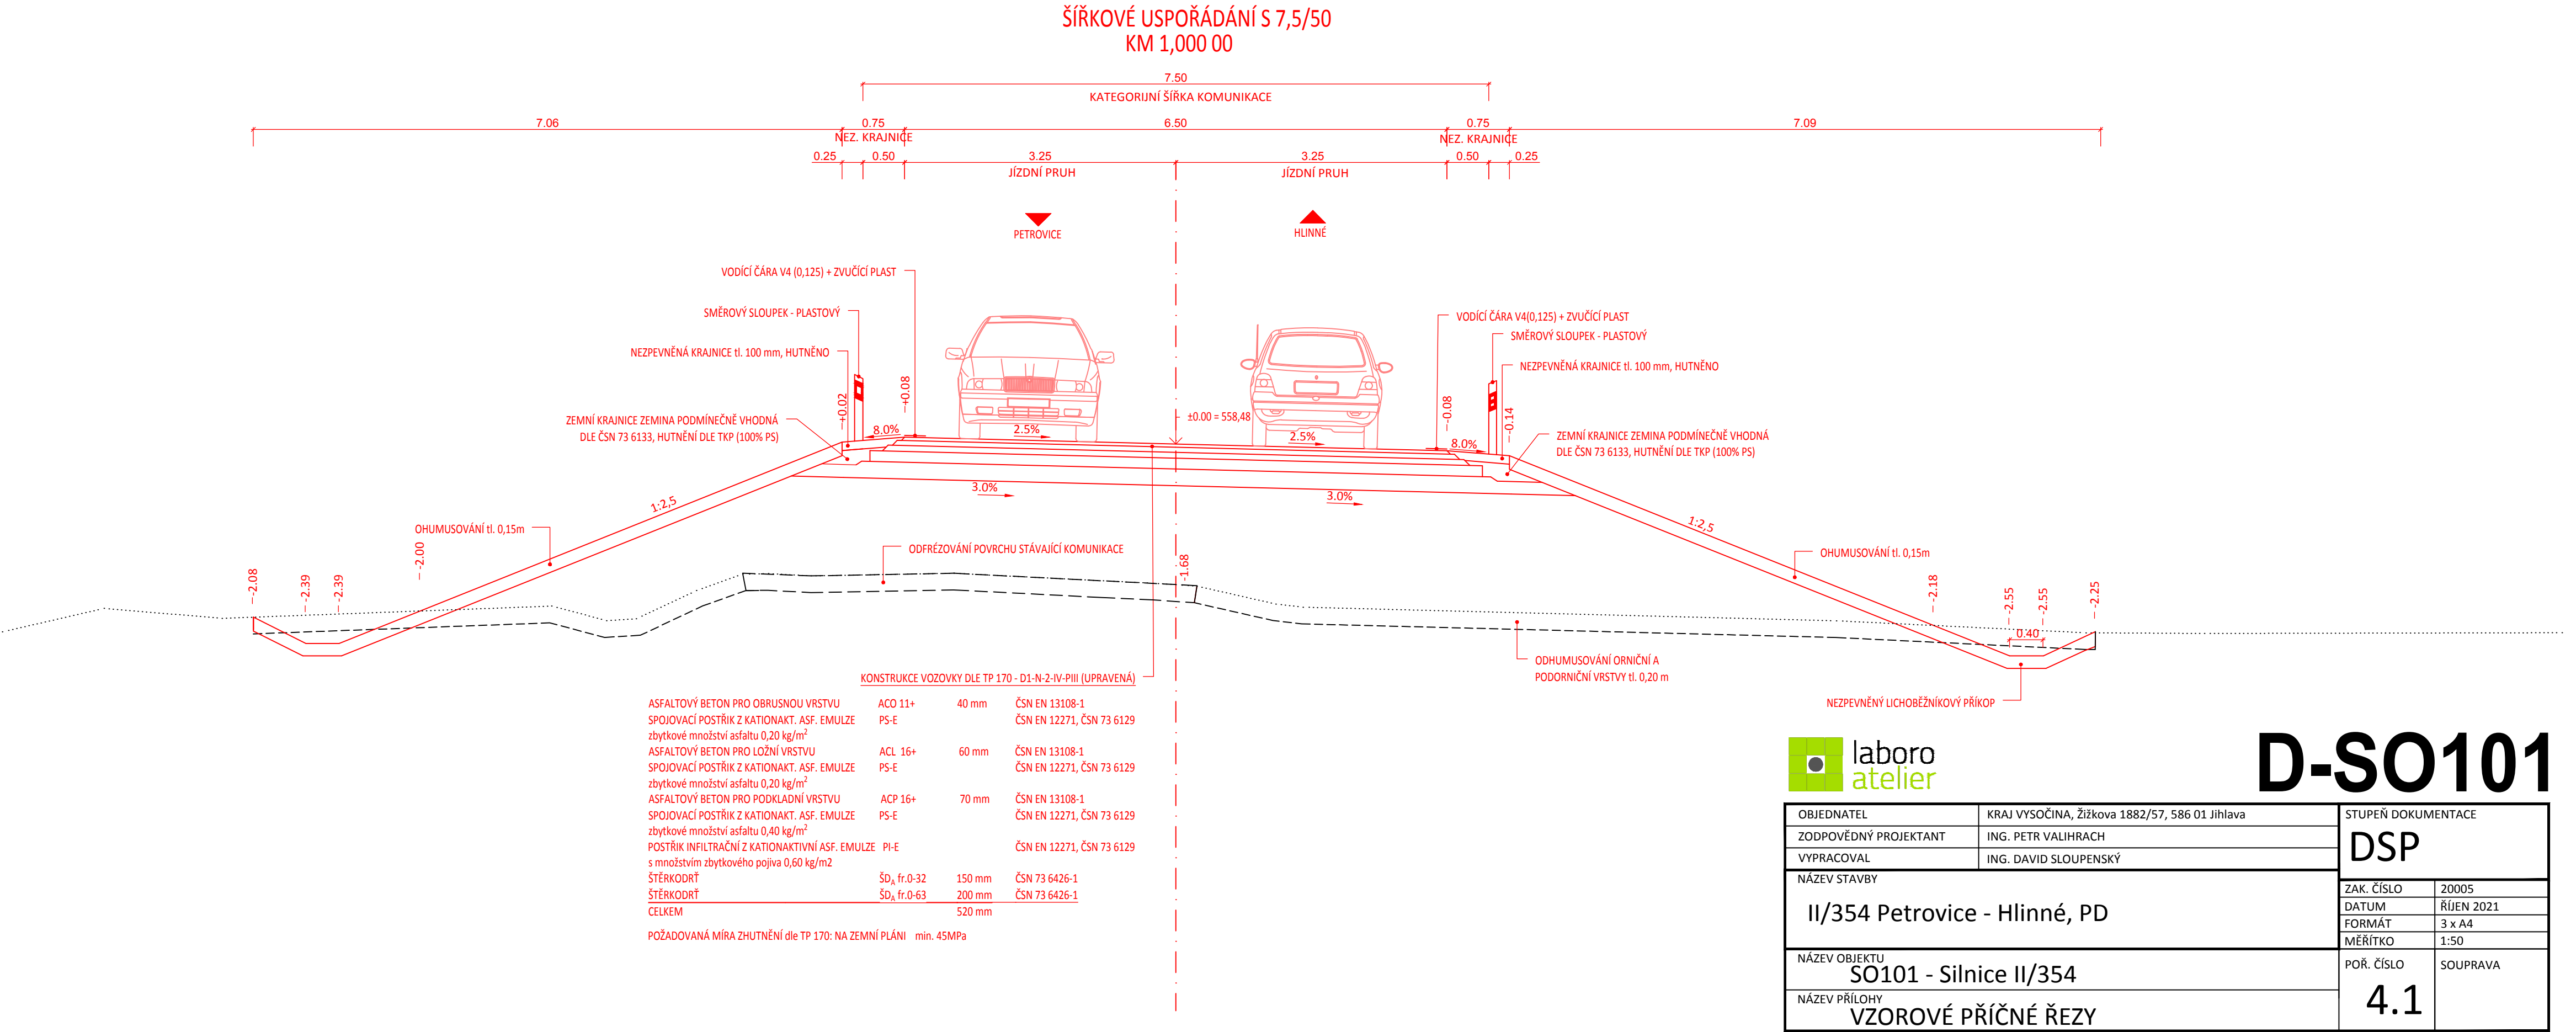 ŠÍŘKOVÉ USPOŘÁDÁNÍ S 7,5/50
KM 1,000 00
7.50
KATEGORIJNÍ ŠÍŘKA KOMUNIKACE
7.06
0.75
6.50
0.75
7.09
NEZ. KRAJNICE
NEZ. KRAJNICE
0.25
0.50
3.25
3.25
0.50
0.25
JÍZDNÍ PRUH
JÍZDNÍ PRUH
PETROVICE
HLINNÉ
VODÍCÍ ČÁRA V4 (0,125) + ZVUČÍCÍ PLAST
SMĚROVÝ SLOUPEK - PLASTOVÝ
NEZPEVNĚNÁ KRAJNICE tl. 100 mm, HUTNĚNO
VODÍCÍ ČÁRA V4(0,125) + ZVUČÍCÍ PLAST
SMĚROVÝ SLOUPEK - PLASTOVÝ
NEZPEVNĚNÁ KRAJNICE tl. 100 mm, HUTNĚNO
+0.02
+0.08
±0.00 = 558,48
-0.08
-0.14
ZEMNÍ KRAJNICE ZEMINA PODMÍNEČNĚ VHODNÁ
DLE ČSN 73 6133, HUTNĚNÍ DLE TKP (100% PS)
8.0%
2.5%
2.5%
8.0%
ZEMNÍ KRAJNICE ZEMINA PODMÍNEČNĚ VHODNÁ
DLE ČSN 73 6133, HUTNĚNÍ DLE TKP (100% PS)
3.0%
3.0%
1:2,5
1:2,5
OHUMUSOVÁNÍ tl. 0,15m
ODFRÉZOVÁNÍ POVRCHU STÁVAJÍCÍ KOMUNIKACE
OHUMUSOVÁNÍ tl. 0,15m
-2.08
-2.39
-2.39
-2.00
-1.68
-2.18
-2.55
-2.55
-2.25
0.40
ODHUMUSOVÁNÍ ORNIČNÍ A
PODORNIČNÍ VRSTVY tl. 0,20 m
NEZPEVNĚNÝ LICHOBĚŽNÍKOVÝ PŘÍKOP
KONSTRUKCE VOZOVKY DLE TP 170 - D1-N-2-IV-PIII (UPRAVENÁ)
ASFALTOVÝ BETON PRO OBRUSNOU VRSTVU ACO 11+ 40 mm ČSN EN 13108-1
SPOJOVACÍ POSTŘIK Z KATIONAKT. ASF. EMULZE PS-E ČSN EN 12271, ČSN 73 6129
zbytkové množství asfaltu 0,20 kg/m²
ASFALTOVÝ BETON PRO LOŽNÍ VRSTVU ACL 16+ 60 mm ČSN EN 13108-1
SPOJOVACÍ POSTŘIK Z KATIONAKT. ASF. EMULZE PS-E ČSN EN 12271, ČSN 73 6129
zbytkové množství asfaltu 0,20 kg/m²
ASFALTOVÝ BETON PRO PODKLADNÍ VRSTVU ACP 16+ 70 mm ČSN EN 13108-1
SPOJOVACÍ POSTŘIK Z KATIONAKT. ASF. EMULZE PS-E ČSN EN 12271, ČSN 73 6129
zbytkové množství asfaltu 0,40 kg/m²
POSTŘIK INFILTRAČNÍ Z KATIONAKTIVNÍ ASF. EMULZE PI-E ČSN EN 12271, ČSN 73 6129
s množstvím zbytkového pojiva 0,60 kg/m2
ŠTĚRKODRŤ ŠDA fr.0-32 150 mm ČSN 73 6426-1
ŠTĚRKODRŤ ŠDA fr.0-63 200 mm ČSN 73 6426-1
CELKEM 520 mm
POŽADOVANÁ MÍRA ZHUTNĚNÍ dle TP 170: NA ZEMNÍ PLÁNI min. 45MPa
laboro
atelier
D-SO101
OBJEDNATEL KRAJ VYSOČINA, Žižkova 1882/57, 586 01 Jihlava
ZODPOVĚDNÝ PROJEKTANT ING. PETR VALIHRACH
VYPRACOVAL ING. DAVID SLOUPENSKÝ
STUPEŇ DOKUMENTACE
DSP
NÁZEV STAVBY
II/354 Petrovice - Hlinné, PD
ZAK. ČÍSLO 20005
DATUM ŘÍJEN 2021
FORMÁT 3 x A4
MĚŘÍTKO 1:50
NÁZEV OBJEKTU
SO101 - Silnice II/354
POŘ. ČÍSLO SOUPRAVA
4.1
NÁZEV PŘÍLOHY
VZOROVÉ PŘÍČNÉ ŘEZY